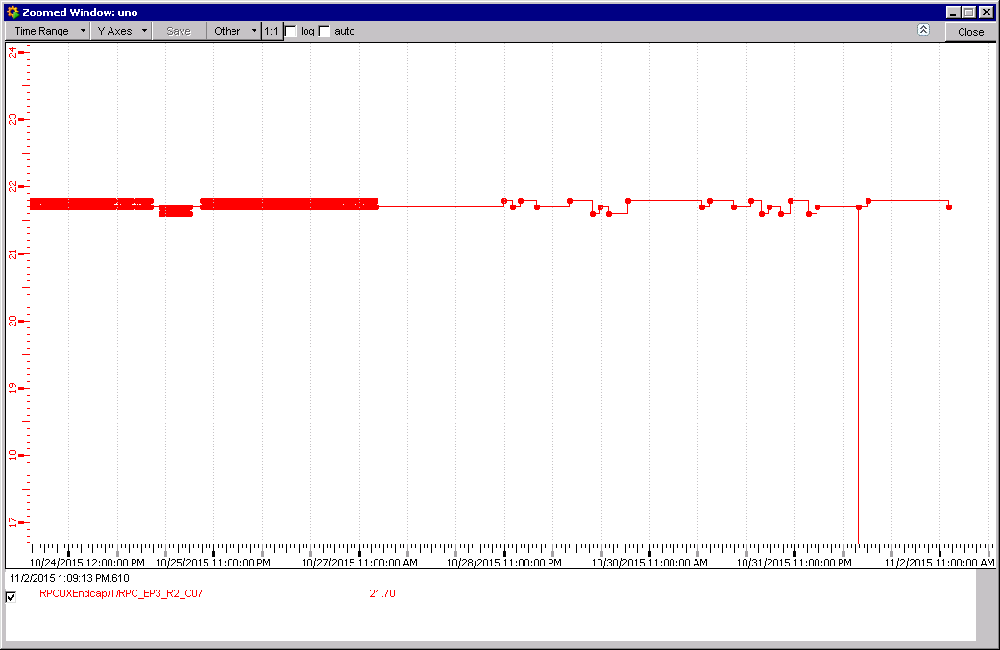 Zoomed Window: uno
Time Range Y Axes Save Other 1:1 log auto Close
24
23
22
21
20
19
18
17
10/24/2015 12:00:00 PM 10/25/2015 11:00:00 PM 10/27/2015 11:00:00 AM 10/28/2015 11:00:00 PM 10/30/2015 11:00:00 AM 10/31/2015 11:00:00 PM 11/2/2015 11:00:00 AM
11/2/2015 1:09:13 PM.610
RPCUXEndcap/T/RPC_EP3_R2_C07 21.70